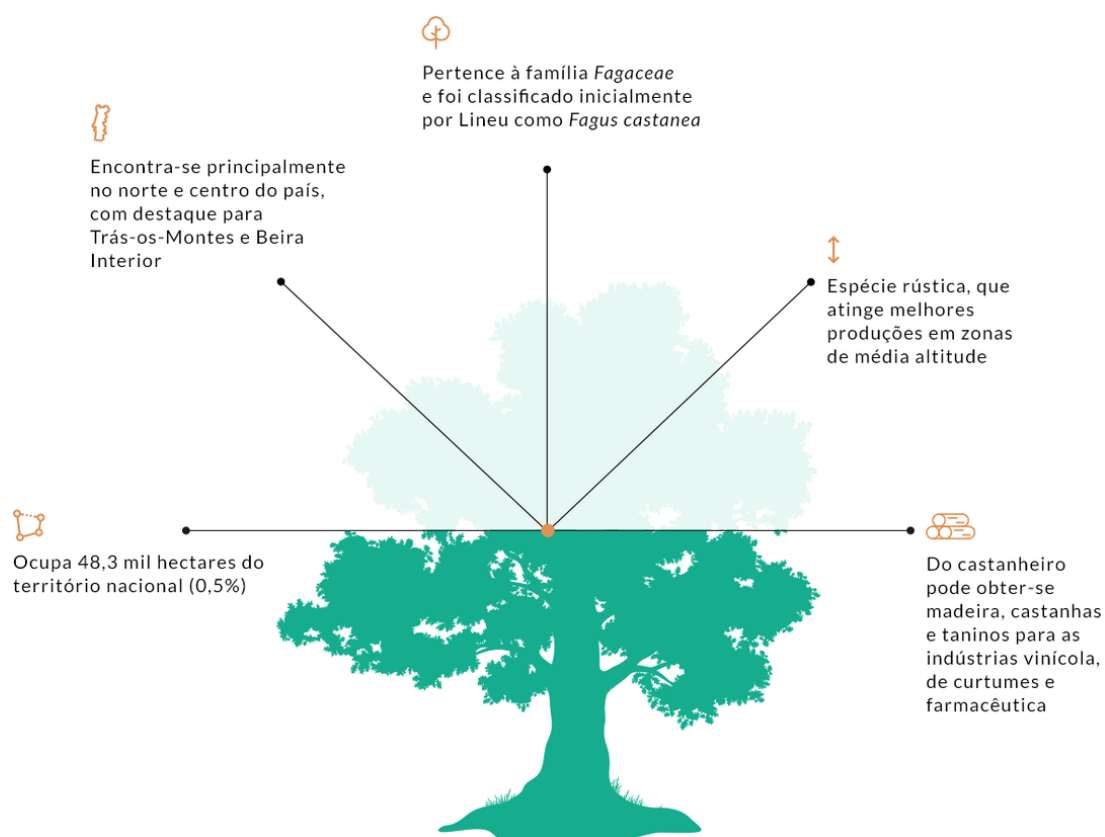 Pertence à família Fagaceae
e foi classificado inicialmente
por Lineu como Fagus castanea
Encontra-se principalmente
no norte e centro do país,
com destaque para
Trás-os-Montes e Beira
Interior
Espécie rústica, que
atinge melhores
produções em zonas
de média altitude
Ocupa 48,3 mil hectares do
território nacional (0,5%)
Do castanheiro
pode obter-se
madeira, castanhas
e taninos para as
indústrias vinícola,
de curtumes e
farmacêutica